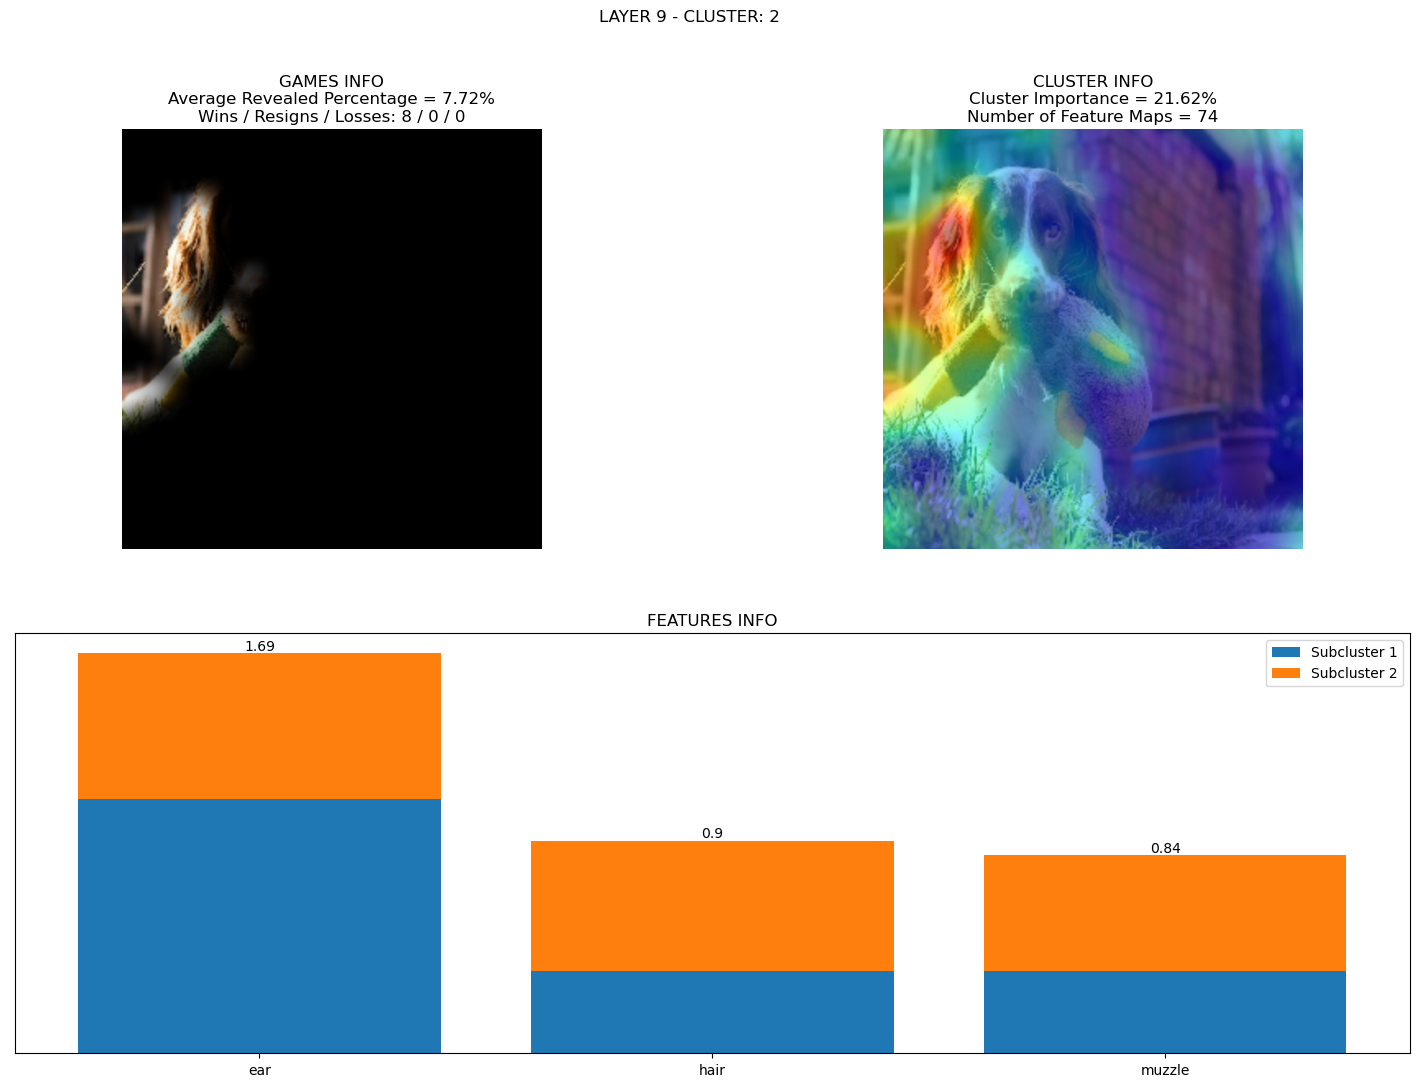 LAYER 9 - CLUSTER: 2
GAMES INFO
Average Revealed Percentage = 7.72%
Wins / Resigns / Losses: 8 / 0 / 0
CLUSTER INFO
Cluster Importance = 21.62%
Number of Feature Maps = 74
FEATURES INFO
1.69
0.9
0.84
Subcluster 1
Subcluster 2
ear
hair
muzzle